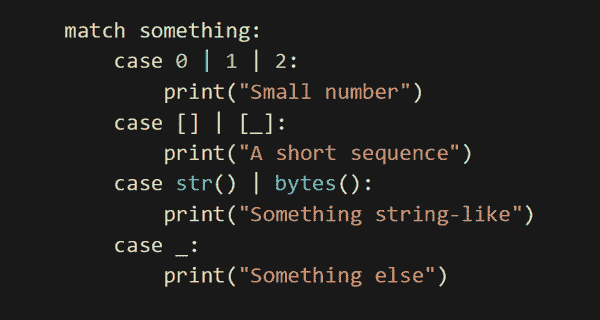 match something:
    case 0 | 1 | 2:
        print("Small number")
    case [] | [_]:
        print("A short sequence")
    case str() | bytes():
        print("Something string-like")
    case _:
        print("Something else")